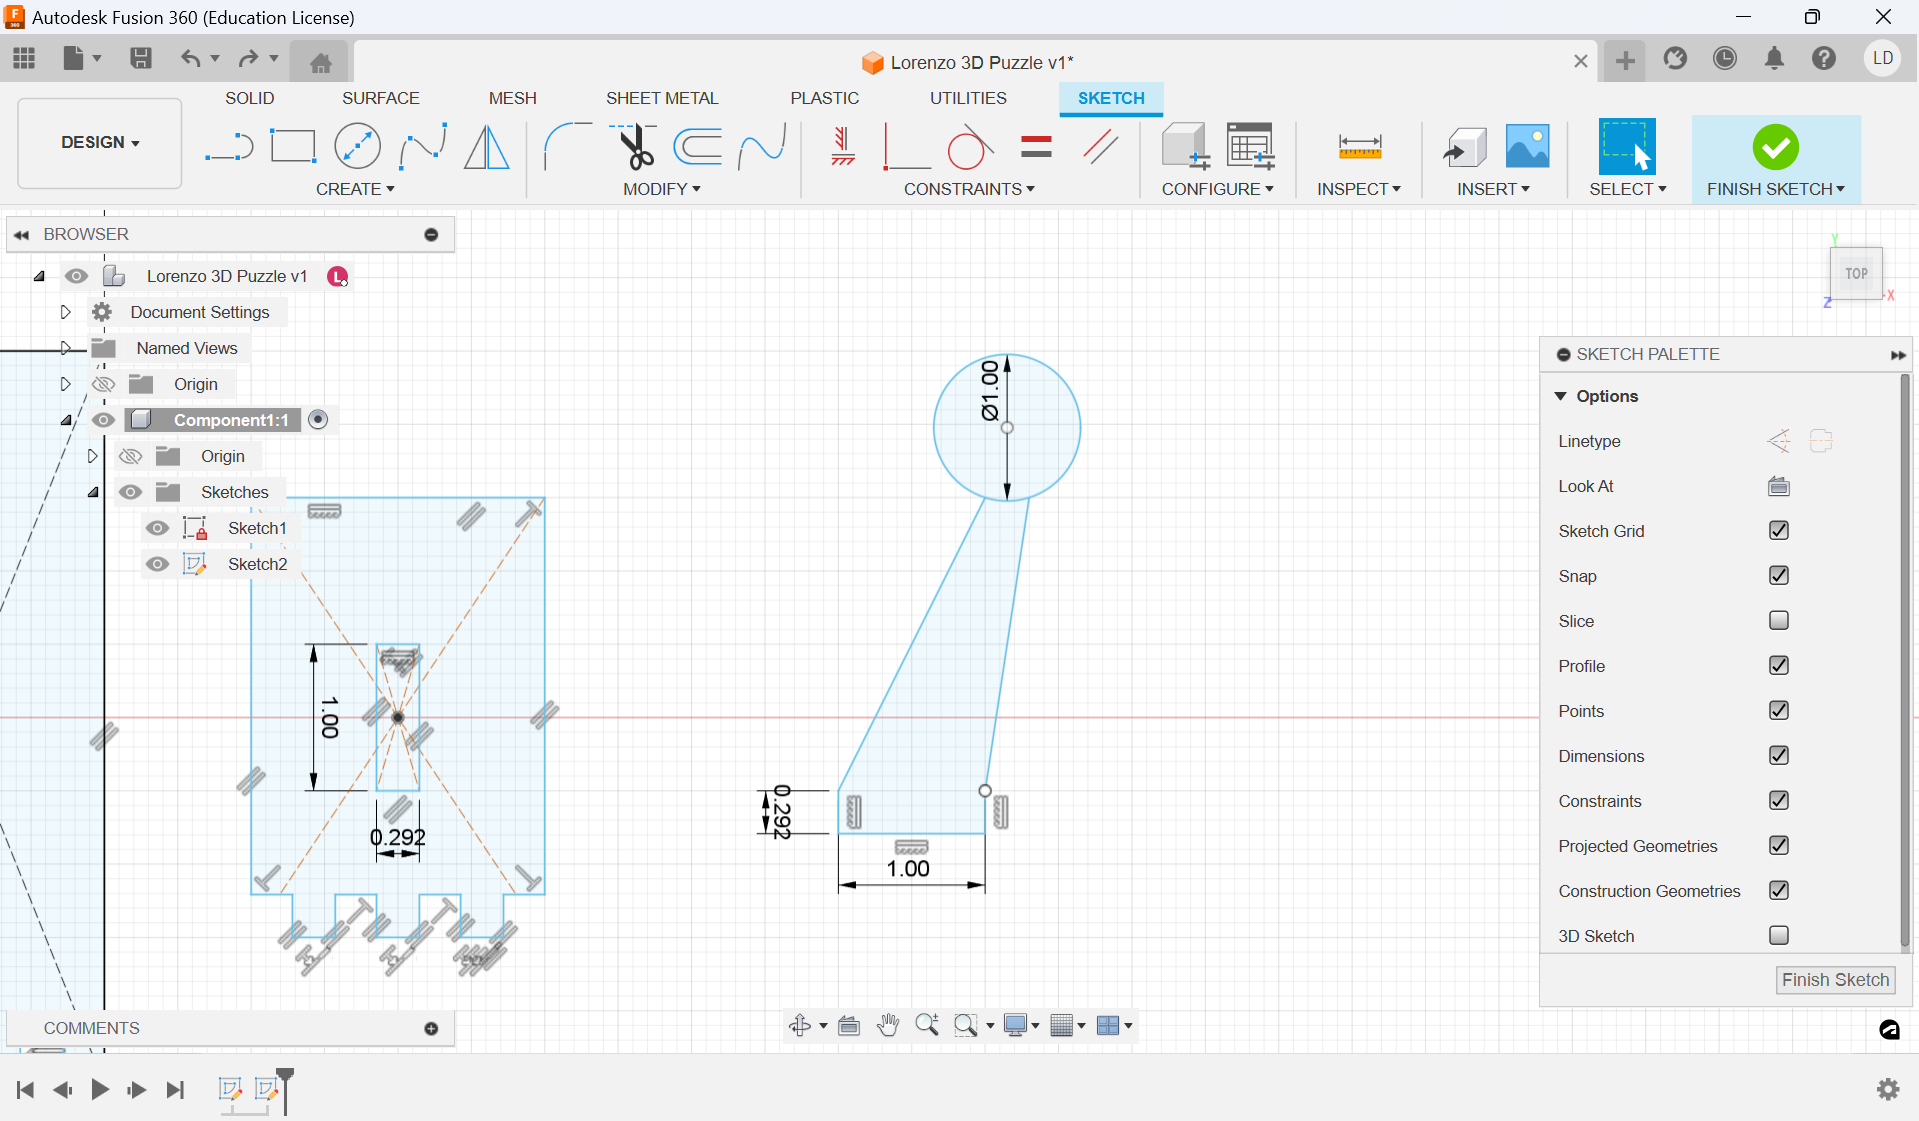 Autodesk Fusion 360 (Education License)
Lorenzo 3D Puzzle v1*
LD
DESIGN
SOLID
SURFACE
MESH
SHEET METAL
PLASTIC
UTILITIES
SKETCH
CREATE
MODIFY
CONSTRAINTS
CONFIGURE
INSPECT
INSERT
SELECT
FINISH SKETCH
BROWSER
Lorenzo 3D Puzzle v1
L
Document Settings
Named Views
Origin
Component1:1
Origin
Sketches
Sketch1
Sketch2
Y
TOP
X
Z
Ø1.00
1.00
0.292
0.292
1.00
SKETCH PALETTE
Options
Linetype
Look At
Sketch Grid
Snap
Slice
Profile
Points
Dimensions
Constraints
Projected Geometries
Construction Geometries
3D Sketch
Finish Sketch
COMMENTS